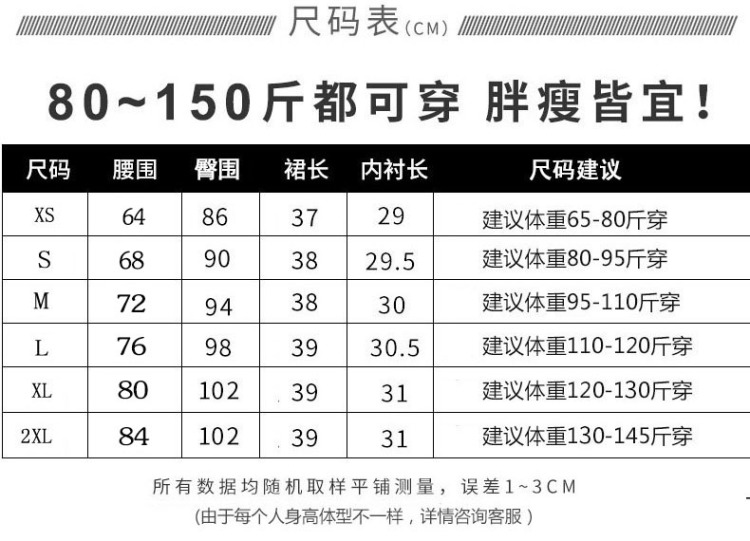 尺码表(CM)
80~150斤都可穿 胖瘦皆宜!
尺码 腰围 臀围 裙长 内衬长 尺码建议
XS 64 86 37 29 建议体重65-80斤穿
S 68 90 38 29.5 建议体重80-95斤穿
M 72 94 38 30 建议体重95-110斤穿
L 76 98 39 30.5 建议体重110-120斤穿
XL 80 102 39 31 建议体重120-130斤穿
2XL 84 102 39 31 建议体重130-145斤穿
所有数据均随机取样平铺测量，误差1~3CM
(由于每个人身高体型不一样，详情咨询客服)